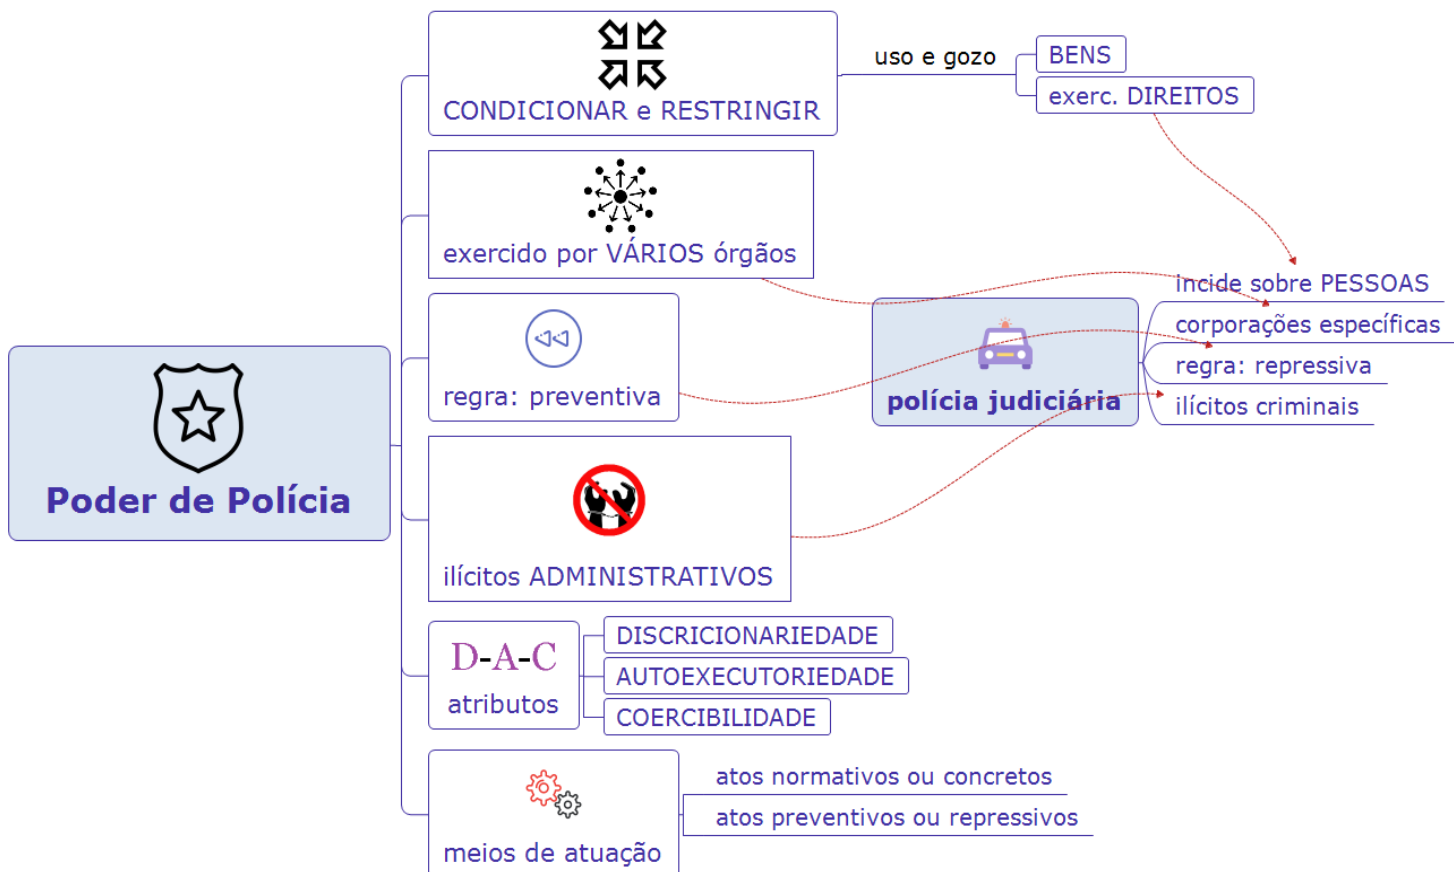 CONDICIONAR e RESTRINGIR
uso e gozo
BENS
exerc. DIREITOS
exercido por VÁRIOS órgãos
regra: preventiva
Poder de Polícia
ilícitos ADMINISTRATIVOS
polícia judiciária
incide sobre PESSOAS
corporações específicas
regra: repressiva
ilícitos criminais
D-A-C
atributos
DISCRICIONARIEDADE
AUTOEXECUTORIEDADE
COERCIBILIDADE
meios de atuação
atos normativos ou concretos
atos preventivos ou repressivos